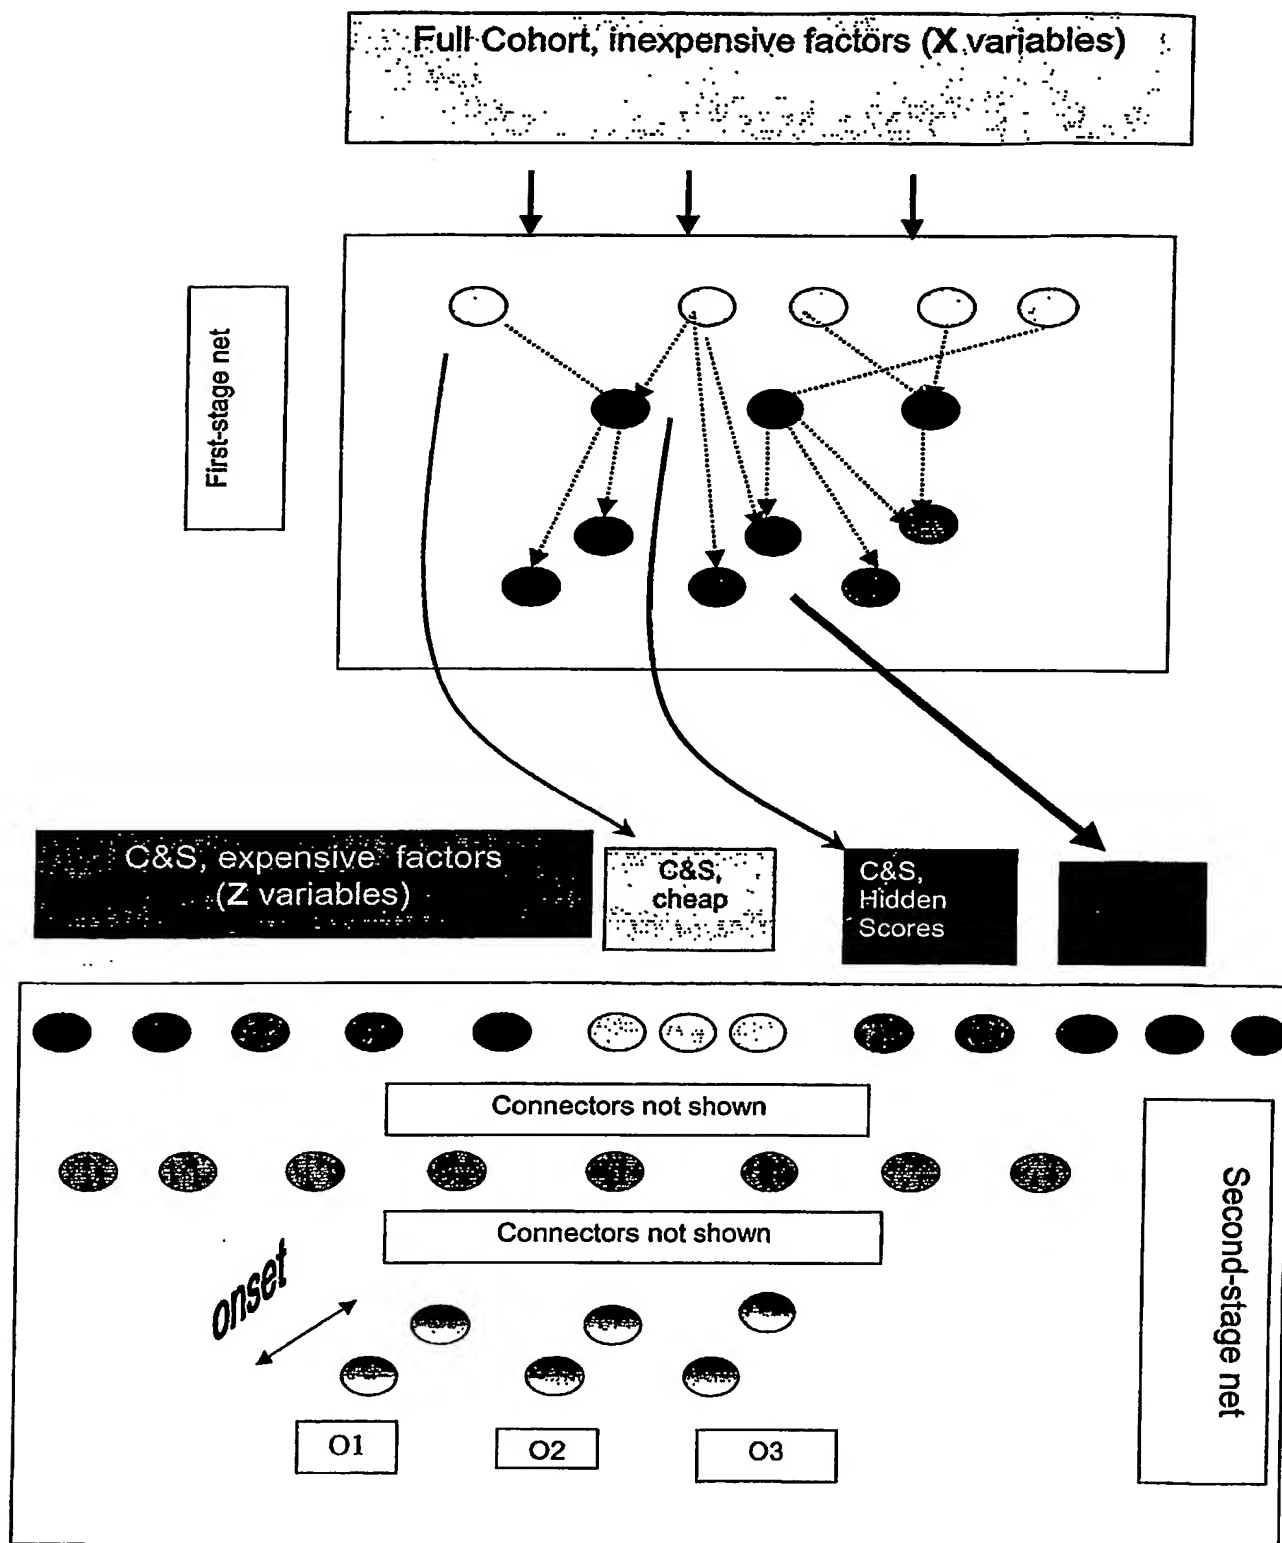 Full Cohort, inexpensive factors (X variables)
First-stage net
C&S, expensive factors
(Z variables)
C&S,
cheap
C&S,
Hidden
Scores
Connectors not shown
Connectors not shown
onset
Second-stage net
O1
O2
O3